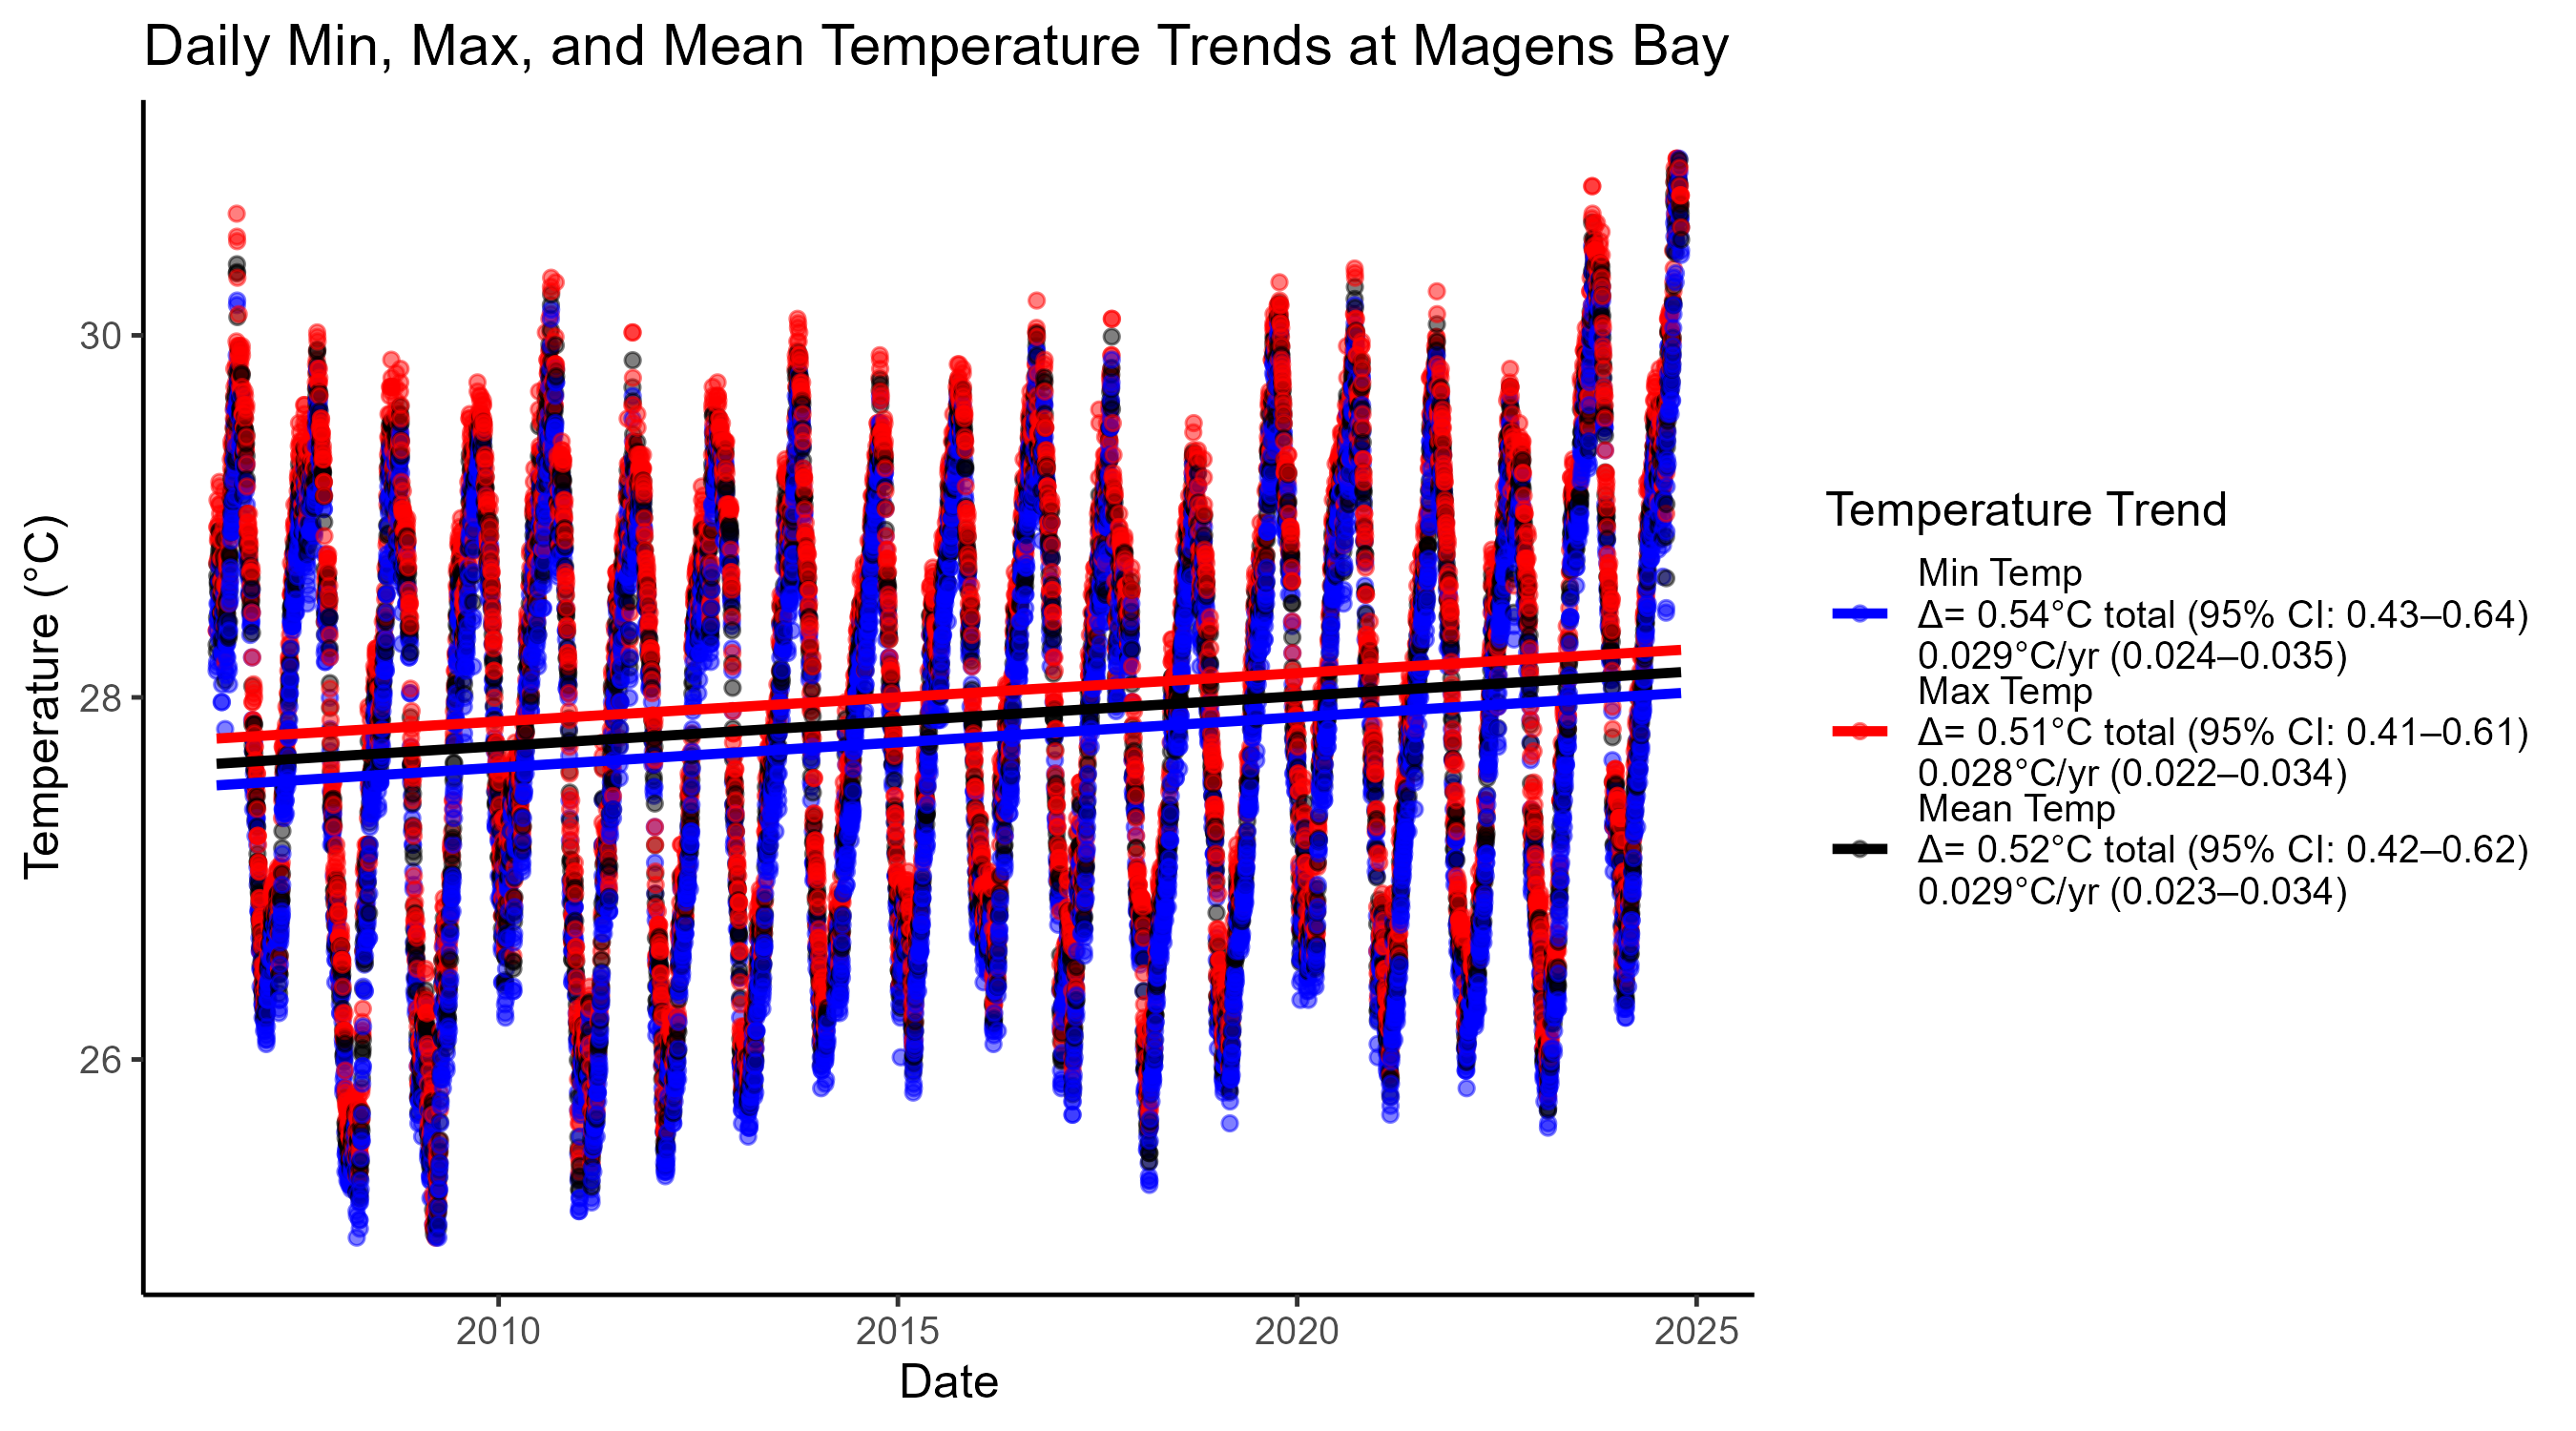 Daily Min, Max, and Mean Temperature Trends at Magens Bay
Temperature (°C)
30
28
26
2010
2015
2020
2025
Date
Temperature Trend
Min Temp
Δ= 0.54°C total (95% CI: 0.43–0.64)
0.029°C/yr (0.024–0.035)
Max Temp
Δ= 0.51°C total (95% CI: 0.41–0.61)
0.028°C/yr (0.022–0.034)
Mean Temp
Δ= 0.52°C total (95% CI: 0.42–0.62)
0.029°C/yr (0.023–0.034)